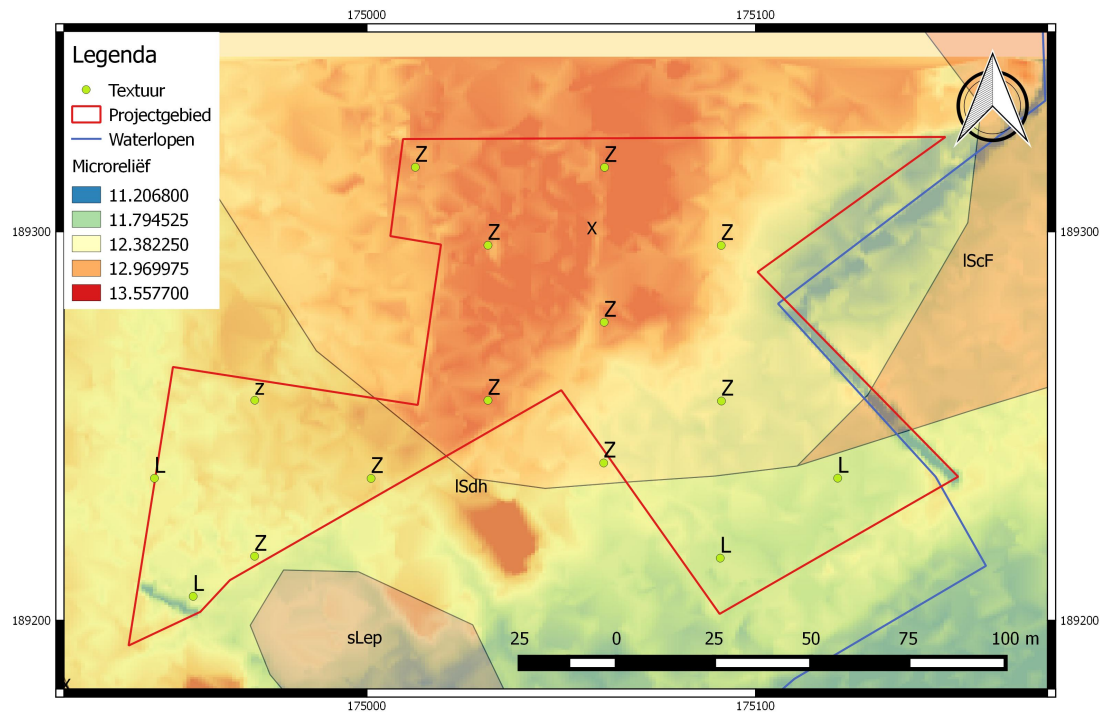 175000
175100
Legenda
Textuur
Projectgebied
Waterlopen
Microreliëf
11.206800
11.794525
12.382250
12.969975
13.557700
Z
Z
189300
189300
X
Z
Z
lScF
Z
z
Z
Z
L
Z
Z
L
lSdh
Z
L
L
189200
189200
sLep
25 0 25 50 75 100 m
X
175000
175100